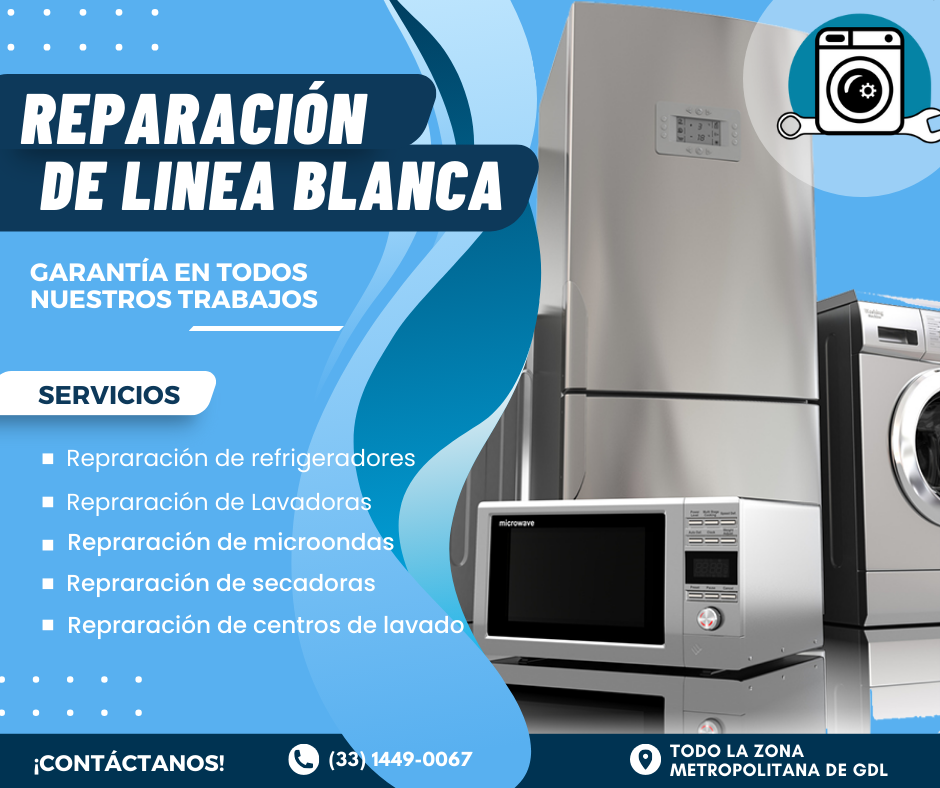 REPARACIÓN
DE LINEA BLANCA
GARANTÍA EN TODOS
NUESTROS TRABAJOS
SERVICIOS
Repraración de refrigeradores
Repraración de Lavadoras
Repraración de microondas
Repraración de secadoras
Repraración de centros de lavado
microwave
¡CONTÁCTANOS!
(33) 1449-0067
TODO LA ZONA
METROPOLITANA DE GDL